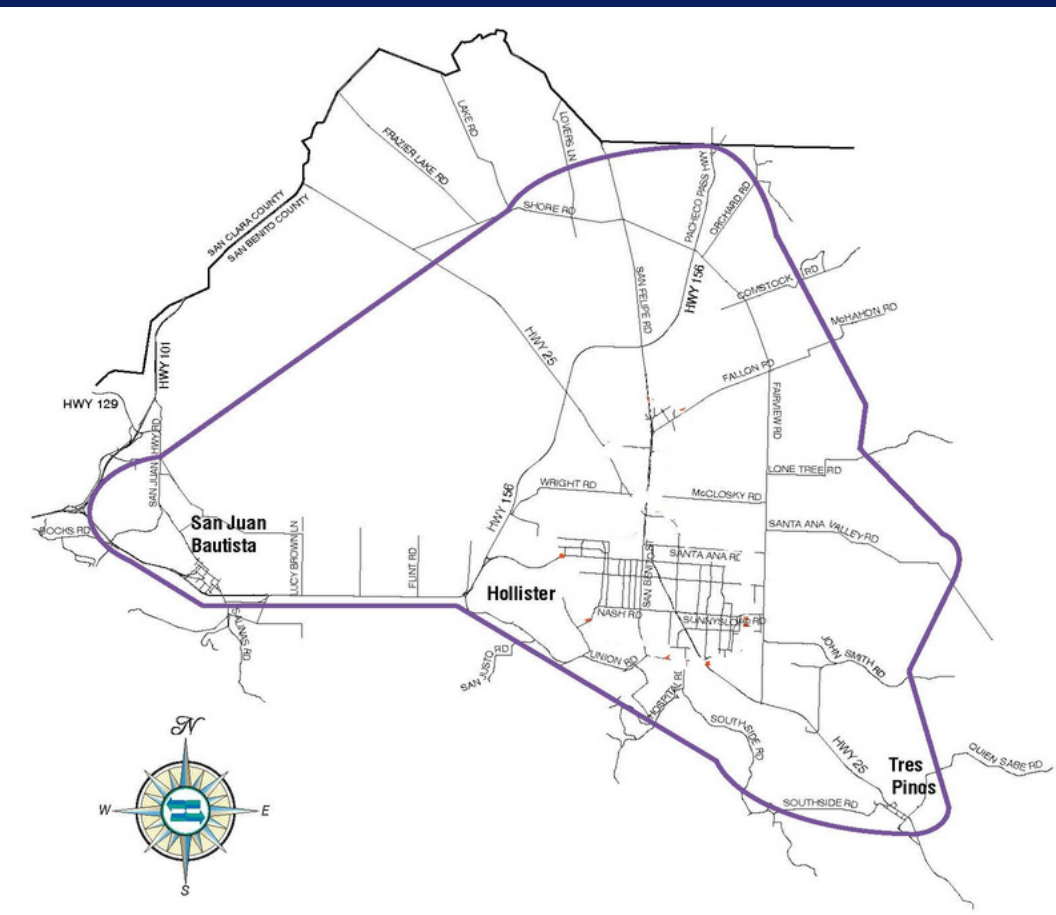 LAKE RD
LOVERS LN
FRAZIER LAKE RD
SAN CLARA COUNTY
SAN BENITO COUNTY
SHORE RD
PACHECO PASS HWY
ORCHARD RD
SAN FELIPE RD
HWY 156
COMSTOCK RD
McHAHON RD
HWY 25
FALLON RD
HWY 101
HWY 129
FAIRVIEW RD
SAN JUAN HWY RD
LONE TREE RD
WRIGHT RD
McCLOSKY RD
HWY 156
SANTA ANA VALLEY RD
ROCKS RD
San Juan
Bautista
LUCY BROWN LN
FLINT RD
SAN BENITO ST
SANTA ANA RD
Hollister
NASH RD
SUNNYSLOPE RD
SALINAS RD
SAN JUSTO RD
UNION RD
JOHN SMITH RD
HOSPITAL RD
SOUTHSIDE RD
HWY 25
QUIEN SABE RD
Tres
Pinos
SOUTHSIDE RD
N
W
E
S